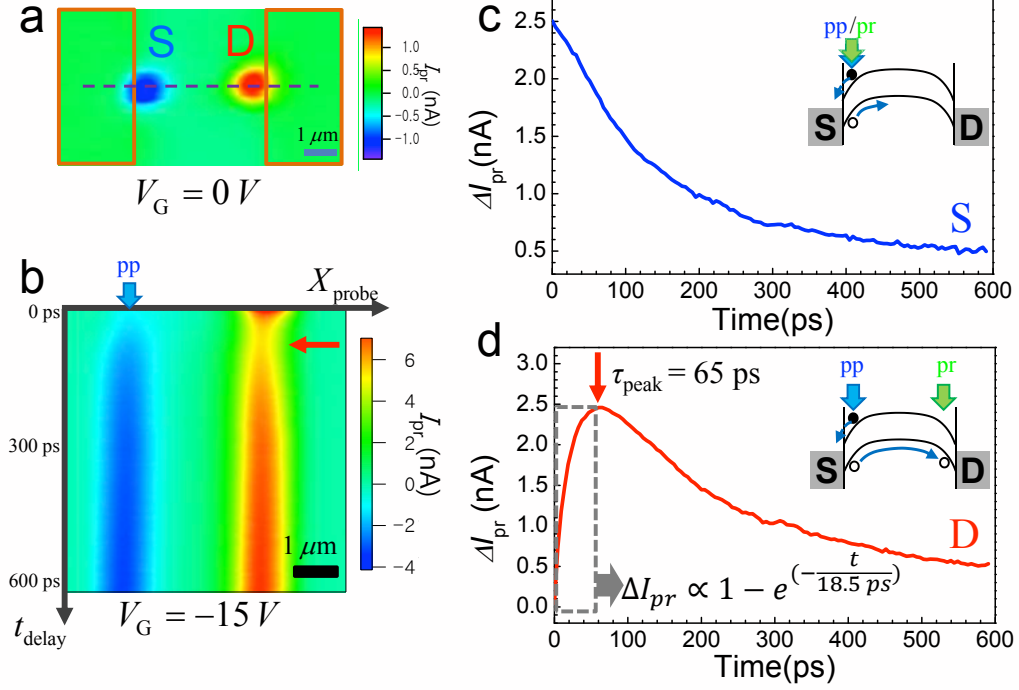 a
S
D
1.0
0.5
0.0
-0.5
-1.0
I_pr (nA)
1 μm
V_G = 0 V
b
pp
X_probe
0 ps
300 ps
600 ps
t_delay
6
4
2
0
−2
−4
I_pr (nA)
1 μm
V_G = −15 V
c
2.5
2.0
1.5
1.0
0.5
ΔI_pr (nA)
pp/pr
S
D
S
0 100 200 300 400 500 600
Time(ps)
d
3.0
2.5
2.0
1.5
1.0
0.5
0.0
ΔI_pr (nA)
τ_peak = 65 ps
pp
pr
S
D
D
ΔI_pr ∝ 1 − e^(−t/18.5 ps)
0 100 200 300 400 500 600
Time(ps)